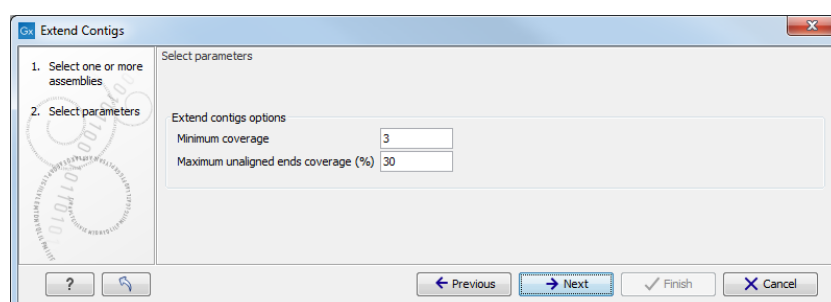 Gx Extend Contigs
X
1. Select one or more
assemblies
2. Select parameters
Select parameters
Extend contigs options
Minimum coverage 3
Maximum unaligned ends coverage (%) 30
? Previous Next Finish Cancel